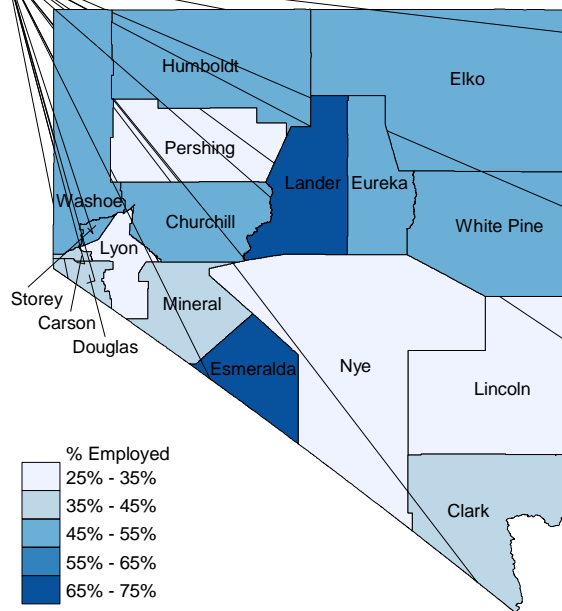 Humboldt
Elko
Pershing
Lander
Eureka
Washoe
Churchill
White Pine
Lyon
Storey
Mineral
Carson
Douglas
Esmeralda
Nye
Lincoln
Clark
% Employed
25% - 35%
35% - 45%
45% - 55%
55% - 65%
65% - 75%